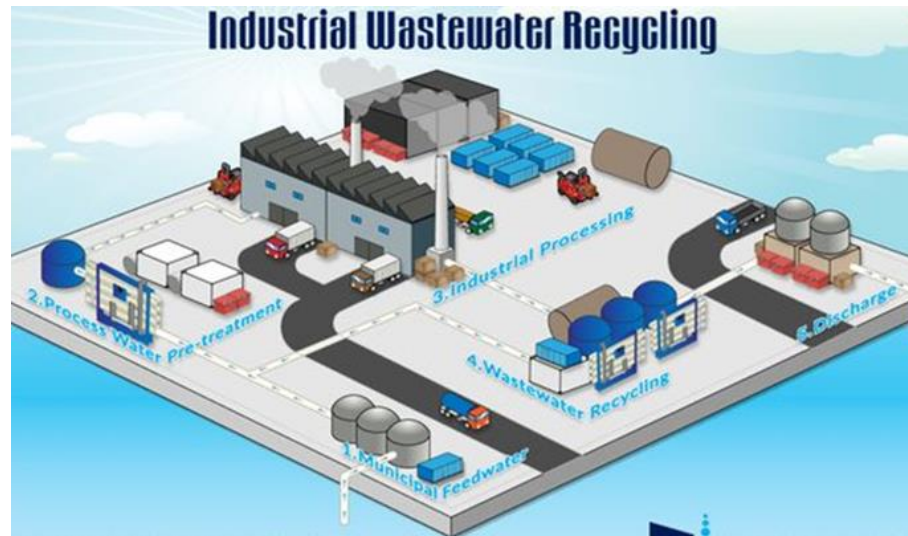 Industrial Wastewater Recycling
3.Industrial Processing
2.Process Water Pre-treatment
5.Discharge
4.Wastewater Recycling
1.Municipal Feedwater